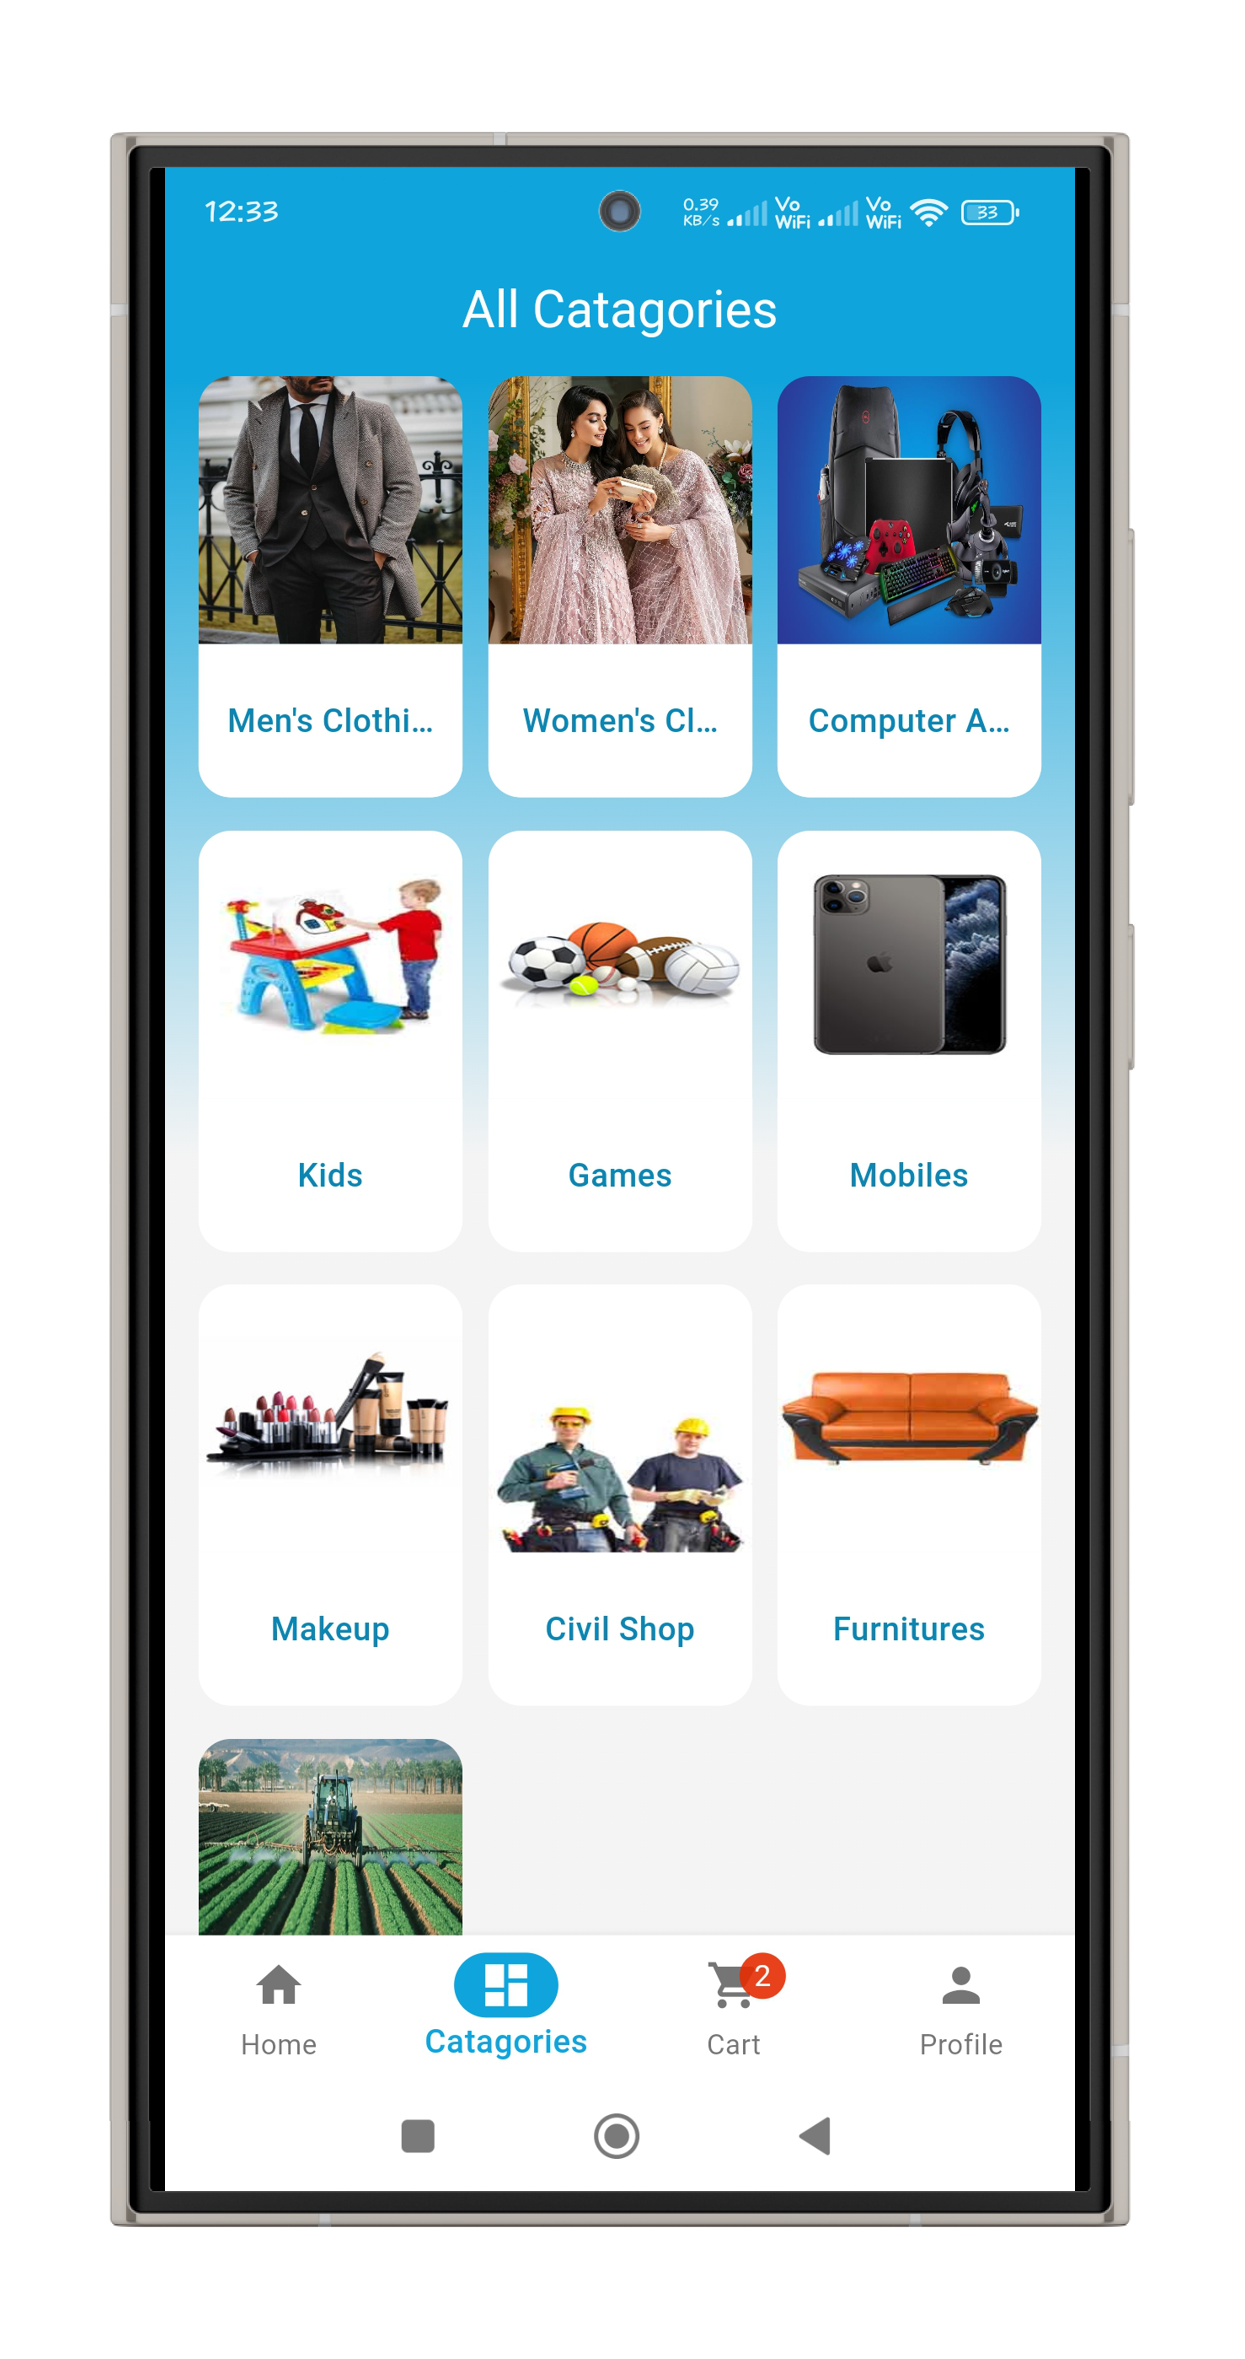 12:33
0.39
KB/s
Vo
WiFi
Vo
WiFi
33
All Catagories
Men's Clothi...
Women's Cl...
Computer A...
Kids
Games
Mobiles
Makeup
Civil Shop
Furnitures
2
Home
Catagories
Cart
Profile